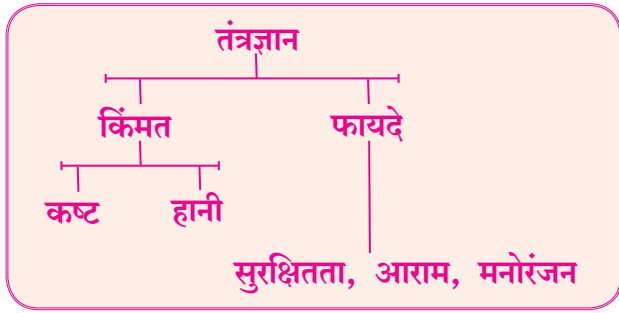 तंत्रज्ञान
किंमत फायदे
कष्ट हानी
सुरक्षितता, आराम, मनोरंजन